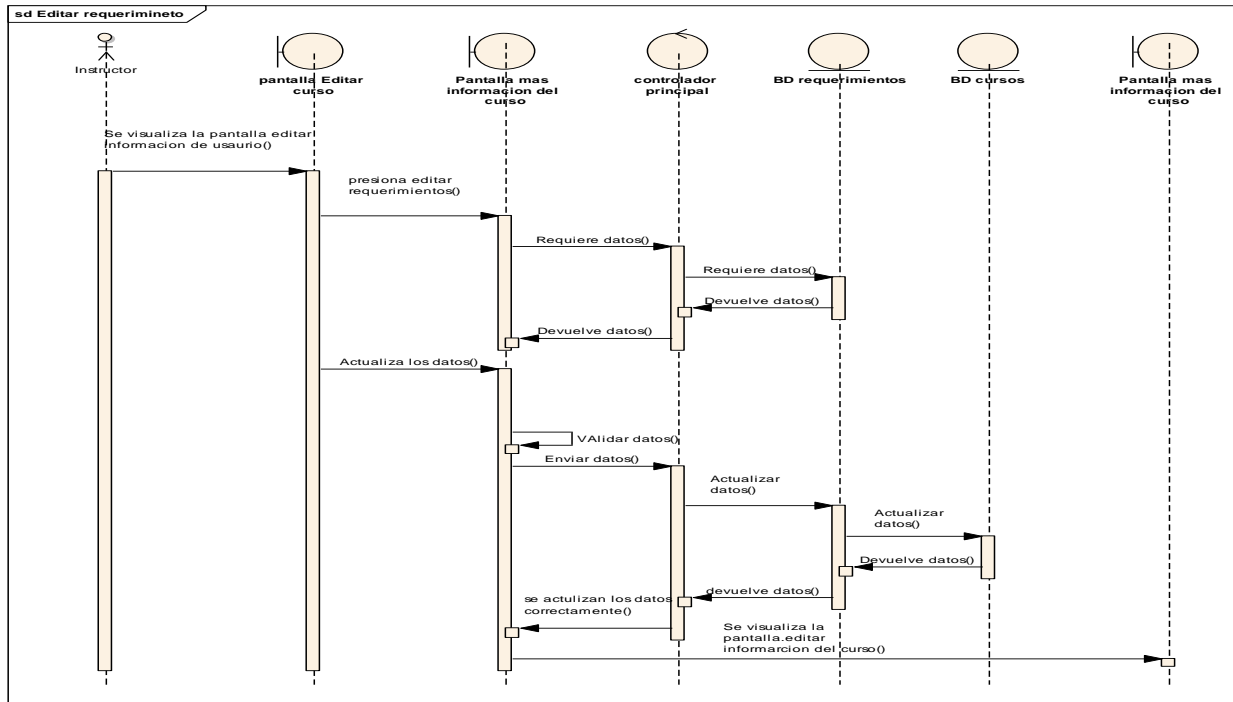 sd Editar requerimineto
Instructor
pantalla Editar
curso
Pantalla mas
informacion del
curso
controlador
principal
BD requerimientos
BD cursos
Pantalla mas
informacion del
curso
Se visualiza la pantalla editar
informacion de usaurio()
presiona editar
requerimientos()
Requiere datos()
Requiere datos()
Devuelve datos()
Devuelve datos()
Actualiza los datos()
VAlidar datos()
Enviar datos()
Actualizar
datos()
Actualizar
datos()
Devuelve datos()
devuelve datos()
se actulizan los datos
correctamente()
Se visualiza la
pantalla.editar
informarcion del curso()